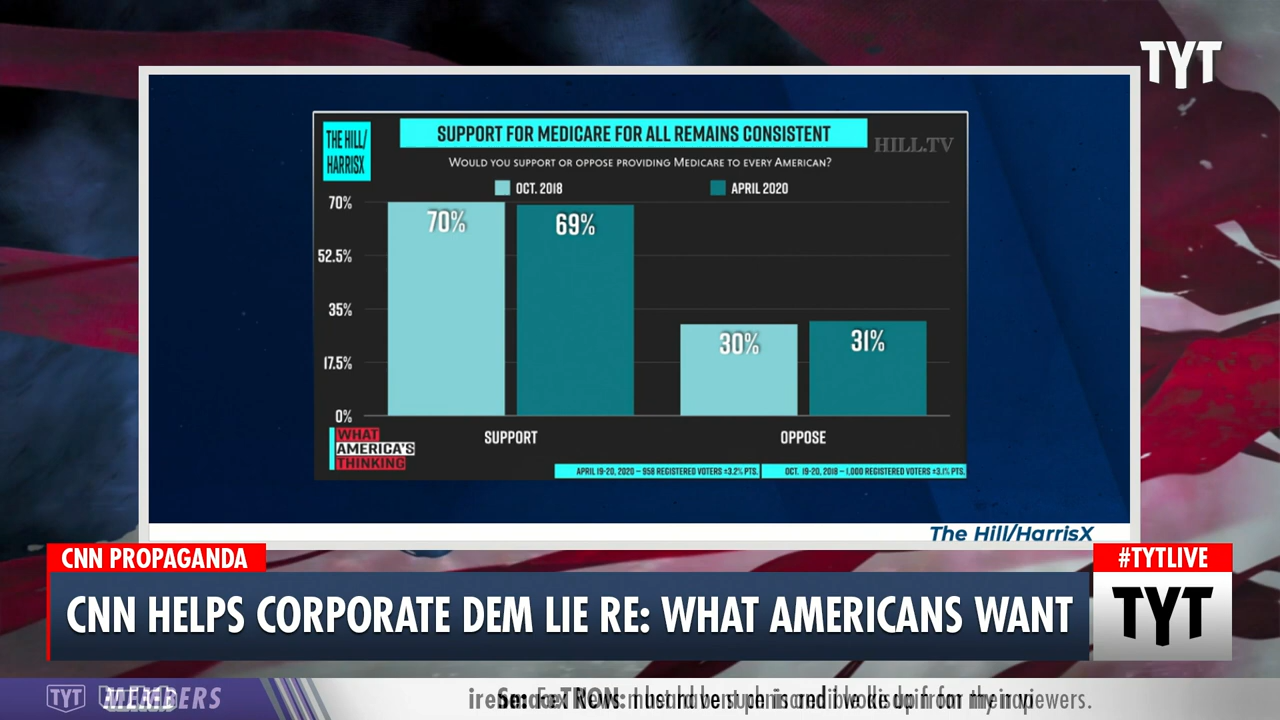 TYT
THE HILL/
HARRISX
SUPPORT FOR MEDICARE FOR ALL REMAINS CONSISTENT
HILL.TV
WOULD YOU SUPPORT OR OPPOSE PROVIDING MEDICARE TO EVERY AMERICAN?
OCT. 2018
APRIL 2020
70%
52.5%
35%
17.5%
0%
70%
69%
30%
31%
SUPPORT
OPPOSE
WHAT
AMERICA'S
THINKING
APRIL 19-20, 2020 – 958 REGISTERED VOTERS ±3.2% PTS.
OCT. 19-20, 2018 – 1,000 REGISTERED VOTERS ±3.1% PTS.
The Hill/HarrisX
CNN PROPAGANDA
#TYTLIVE
CNN HELPS CORPORATE DEM LIE RE: WHAT AMERICANS WANT
TYT
TYT
MEMBERS
viewers.